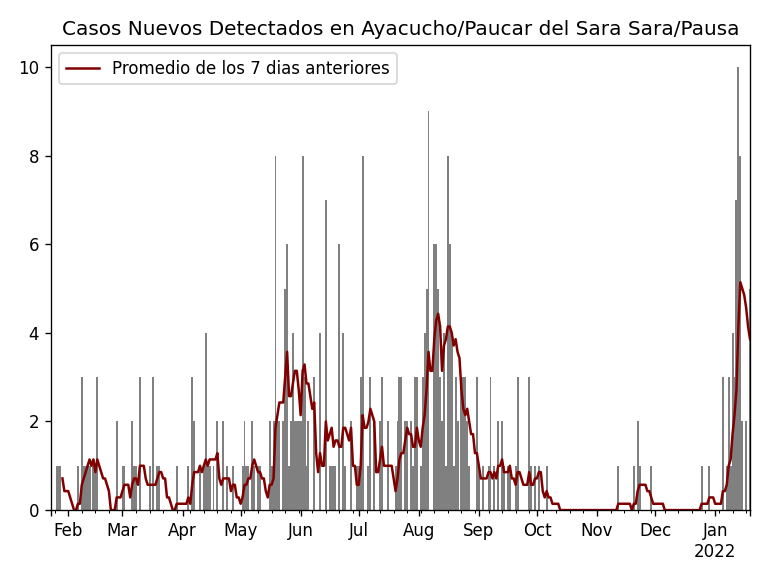 Casos Nuevos Detectados en Ayacucho/Paucar del Sara Sara/Pausa
Promedio de los 7 dias anteriores
10
8
6
4
2
0
Feb Mar Apr May Jun Jul Aug Sep Oct Nov Dec Jan
2022